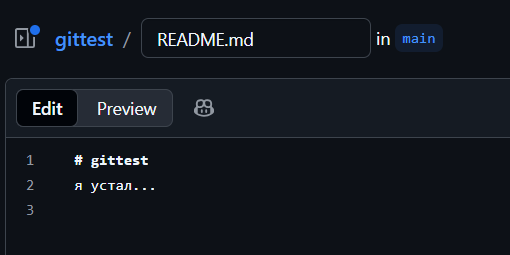 gittest / README.md in main
Edit Preview
1 # gittest
2 я устал...
3